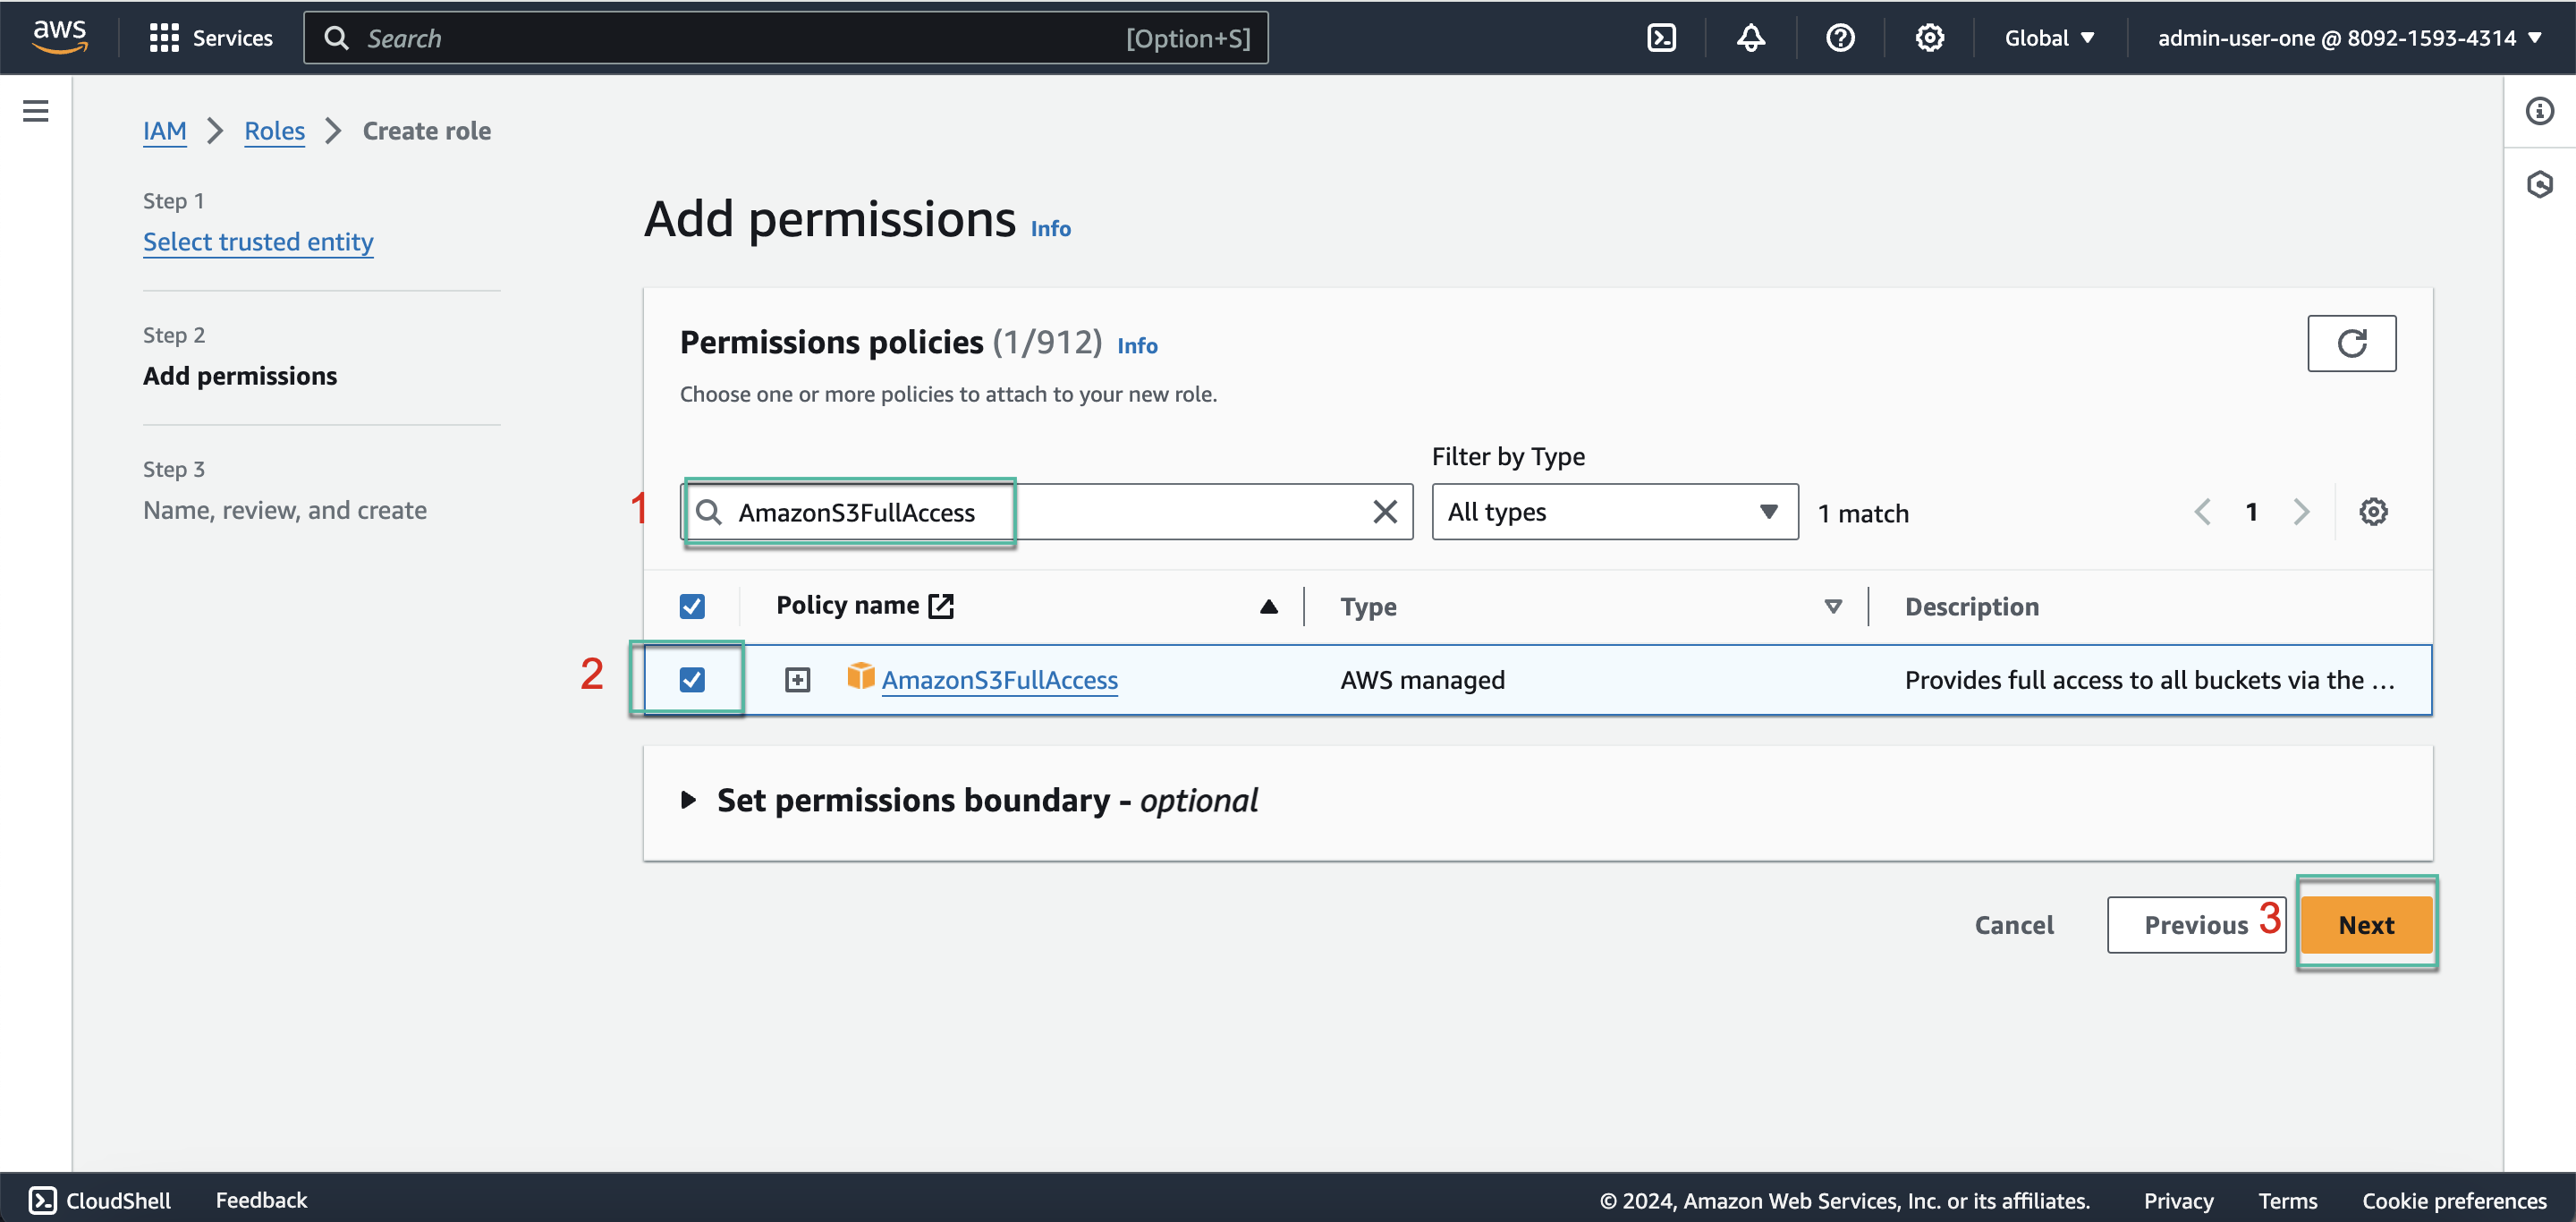 aws
Services
Search
[Option+S]
Global
admin-user-one @ 8092-1593-4314
IAM
Roles
Create role
Step 1
Select trusted entity
Step 2
Add permissions
Step 3
Name, review, and create
Add permissions Info
Permissions policies (1/912) Info
Choose one or more policies to attach to your new role.
Filter by Type
1
AmazonS3FullAccess
All types
1 match
1
Policy name
Type
Description
2
AmazonS3FullAccess
AWS managed
Provides full access to all buckets via the ...
Set permissions boundary - optional
Cancel
Previous
3
Next
CloudShell
Feedback
© 2024, Amazon Web Services, Inc. or its affiliates.
Privacy
Terms
Cookie preferences